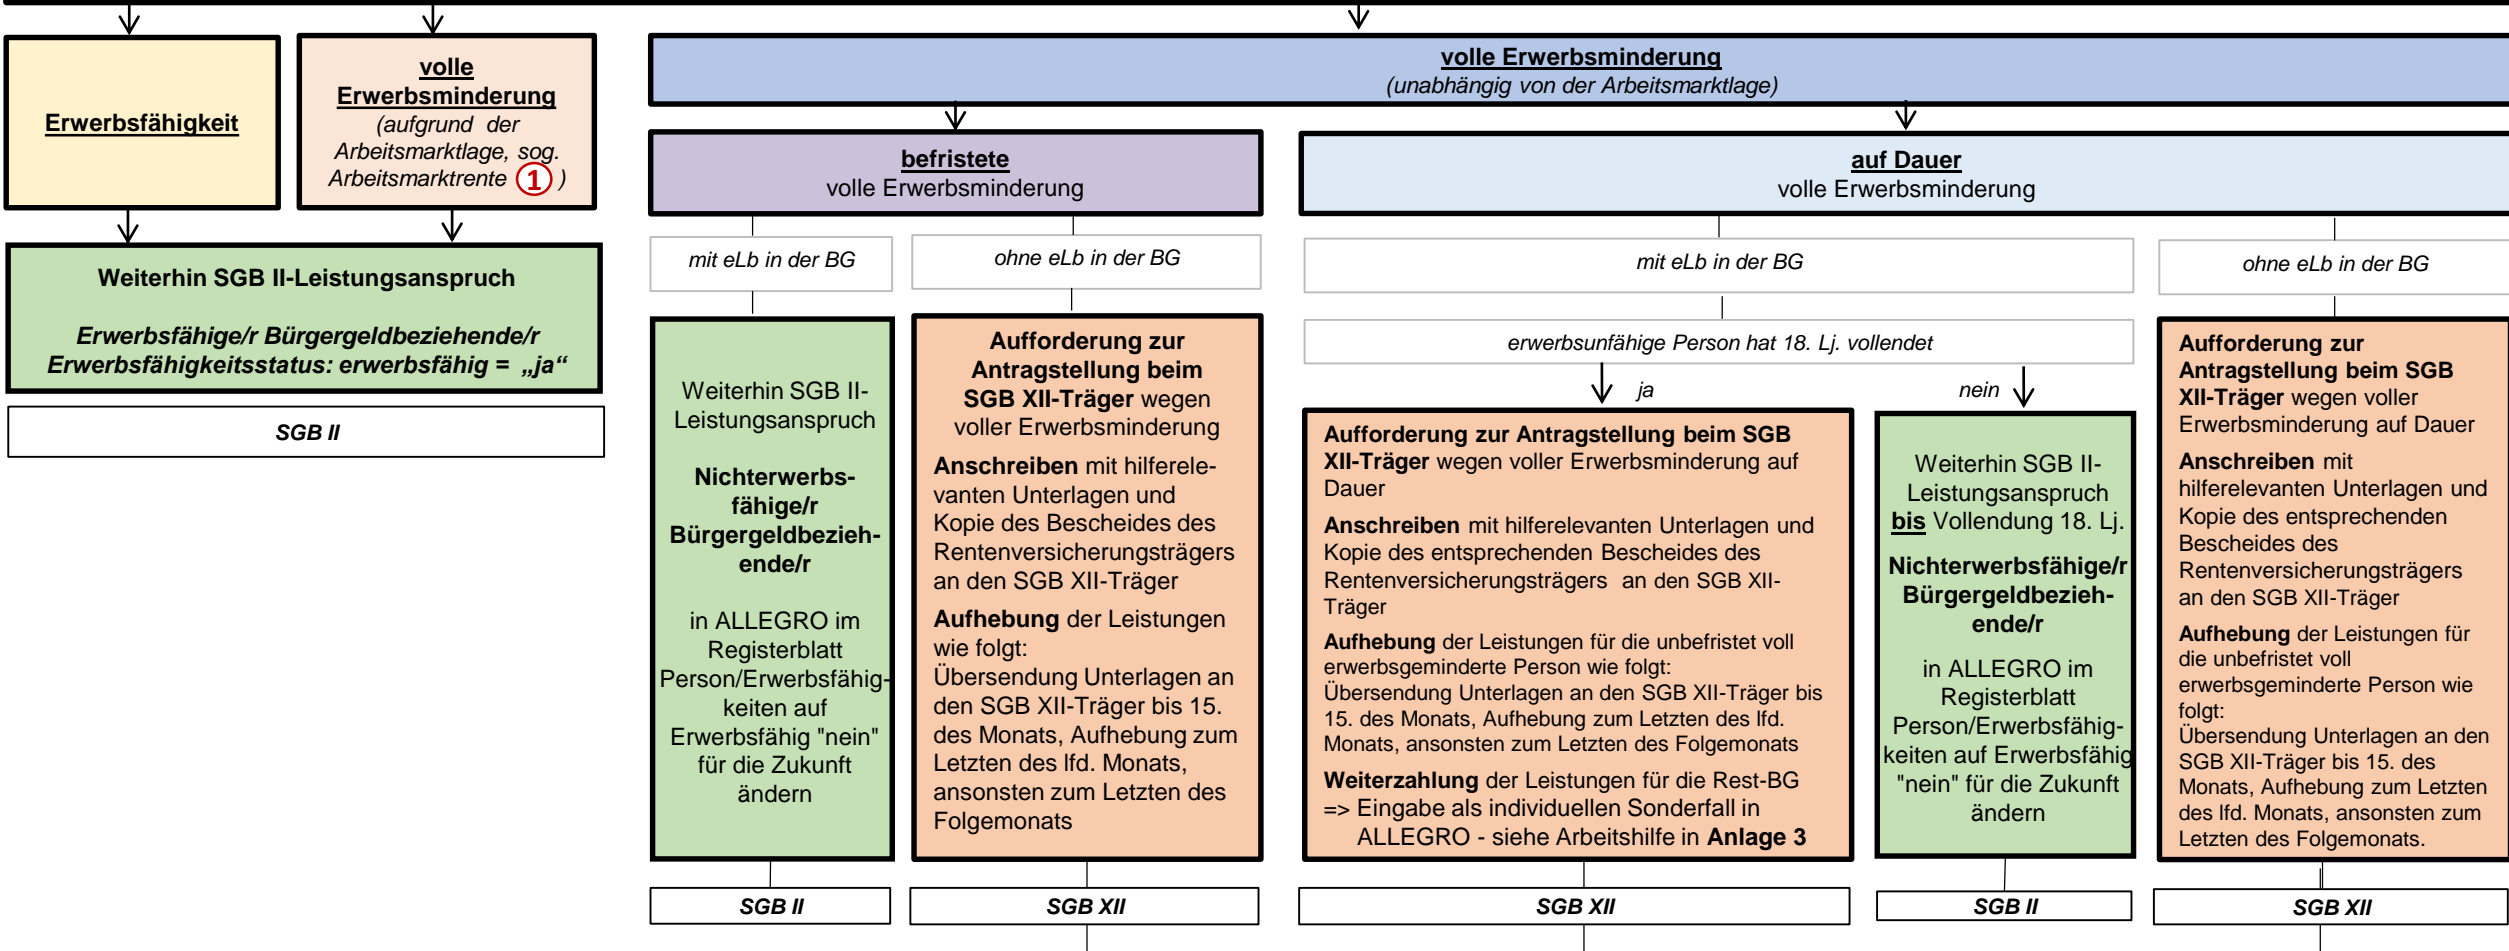 Erwerbsfähigkeit
volle
Erwerbsminderung
(aufgrund der
Arbeitsmarktlage, sog.
Arbeitsmarktrente 1 )
Weiterhin SGB II-Leistungsanspruch
Erwerbsfähige/r Bürgergeldbeziehende/r
Erwerbsfähigkeitsstatus: erwerbsfähig = „ja“
SGB II
volle Erwerbsminderung
(unabhängig von der Arbeitsmarktlage)
befristete
volle Erwerbsminderung
mit eLb in der BG
Weiterhin SGB II-
Leistungsanspruch
Nichterwerbs-
fähige/r
Bürgergeldbezieh-
ende/r
in ALLEGRO im
Registerblatt
Person/Erwerbsfähig-
keiten auf
Erwerbsfähig "nein"
für die Zukunft
ändern
SGB II
ohne eLb in der BG
Aufforderung zur
Antragstellung beim
SGB XII-Träger wegen
voller Erwerbsminderung
Anschreiben mit hilferele-
vanten Unterlagen und
Kopie des Bescheides des
Rentenversicherungsträgers
an den SGB XII-Träger
Aufhebung der Leistungen
wie folgt:
Übersendung Unterlagen an
den SGB XII-Träger bis 15.
des Monats, Aufhebung zum
Letzten des lfd. Monats,
ansonsten zum Letzten des
Folgemonats
SGB XII
auf Dauer
volle Erwerbsminderung
mit eLb in der BG
erwerbsunfähige Person hat 18. Lj. vollendet
ja
Aufforderung zur Antragstellung beim SGB
XII-Träger wegen voller Erwerbsminderung auf
Dauer
Anschreiben mit hilferelevanten Unterlagen und
Kopie des entsprechenden Bescheides des
Rentenversicherungsträgers an den SGB XII-
Träger
Aufhebung der Leistungen für die unbefristet voll
erwerbsgeminderte Person wie folgt:
Übersendung Unterlagen an den SGB XII-Träger bis
15. des Monats, Aufhebung zum Letzten des lfd.
Monats, ansonsten zum Letzten des Folgemonats
Weiterzahlung der Leistungen für die Rest-BG
=> Eingabe als individuellen Sonderfall in
ALLEGRO - siehe Arbeitshilfe in Anlage 3
SGB XII
nein
Weiterhin SGB II-
Leistungsanspruch
bis Vollendung 18. Lj.
Nichterwerbsfähige/r
Bürgergeldbezieh-
ende/r
in ALLEGRO im
Registerblatt
Person/Erwerbsfähig-
keiten auf Erwerbsfähig
"nein" für die Zukunft
ändern
SGB II
ohne eLb in der BG
Aufforderung zur
Antragstellung beim SGB
XII-Träger wegen voller
Erwerbsminderung auf Dauer
Anschreiben mit
hilferelevanten Unterlagen und
Kopie des entsprechenden
Bescheides des
Rentenversicherungsträgers
an den SGB XII-Träger
Aufhebung der Leistungen für
die unbefristet voll
erwerbsgeminderte Person wie
folgt:
Übersendung Unterlagen an den
SGB XII-Träger bis 15. des
Monats, Aufhebung zum Letzten
des lfd. Monats, ansonsten zum
Letzten des Folgemonats.
SGB XII